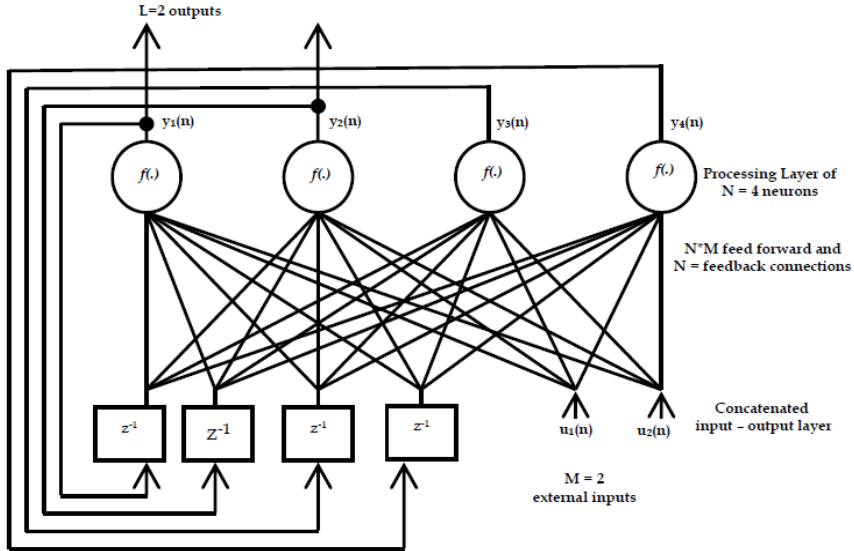 L=2 outputs
y₁(n)
y₂(n)
y₃(n)
y₄(n)
f(.)
f(.)
f(.)
f(.)
Processing Layer of
N = 4 neurons
N*M feed forward and
N = feedback connections
z⁻¹
z⁻¹
z⁻¹
z⁻¹
u₁(n)
u₂(n)
Concatenated
input – output layer
M = 2
external inputs